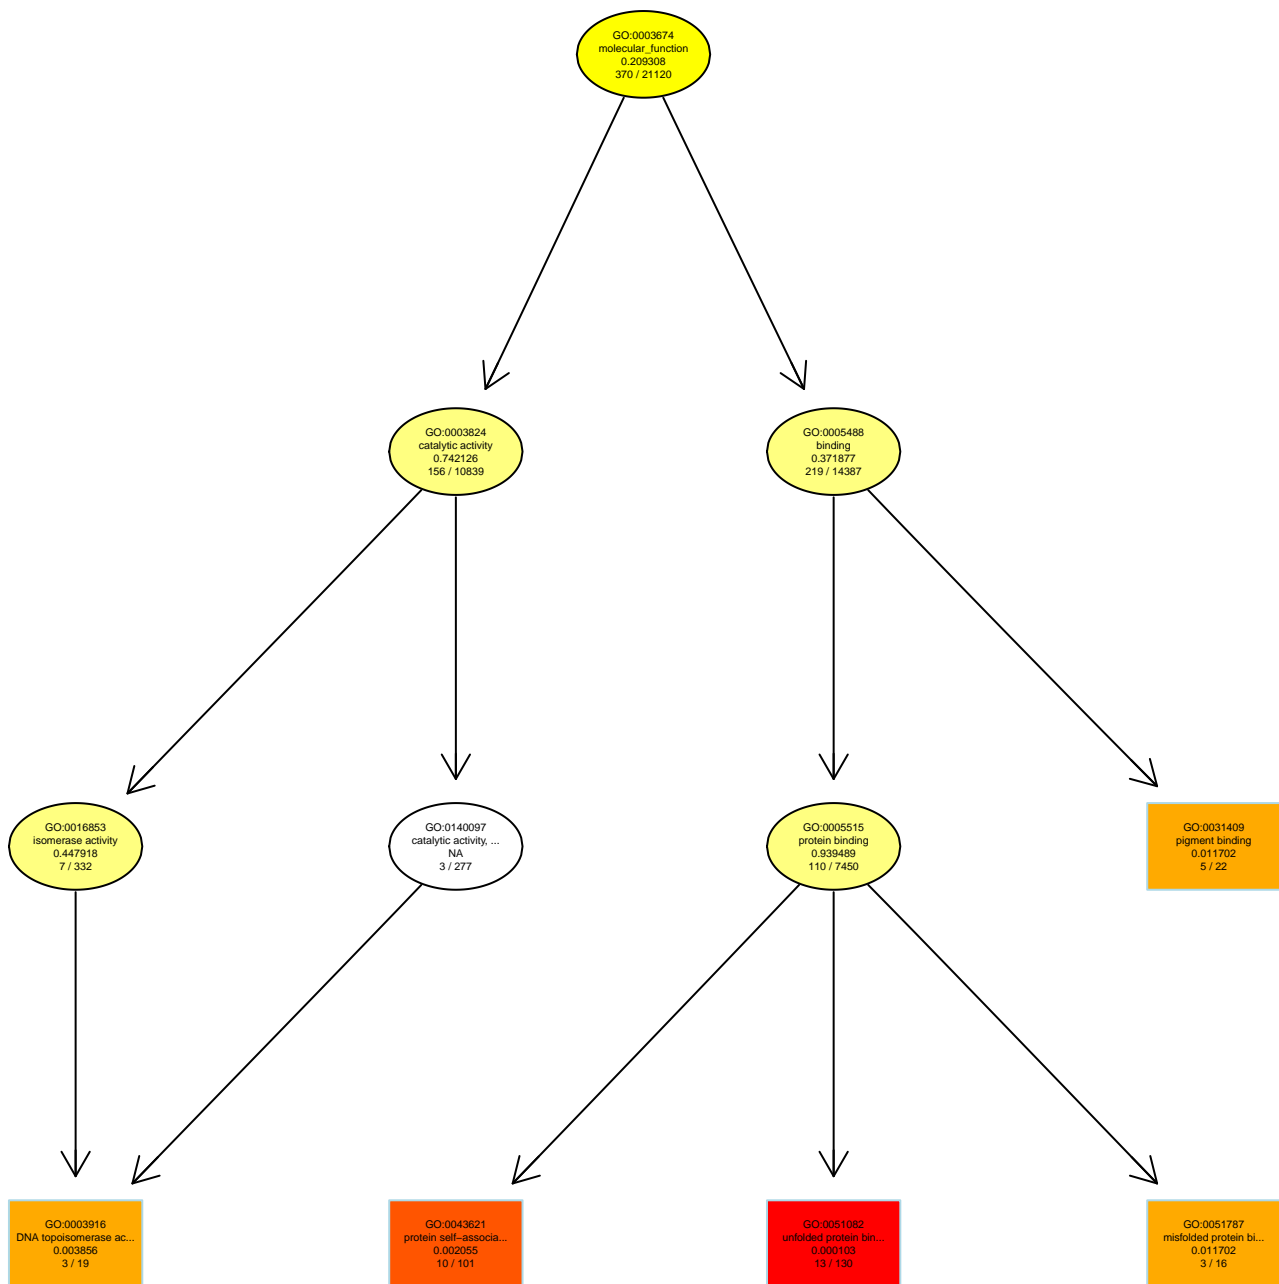 GO:0003674
molecular_function
0.209308
370 / 21120
GO:0003824
catalytic activity
0.742126
156 / 10839
GO:0005488
binding
0.371877
219 / 14387
GO:0016853
isomerase activity
0.447918
7 / 332
GO:0140097
catalytic activity, ...
NA
3 / 277
GO:0005515
protein binding
0.939489
110 / 7450
GO:0031409
pigment binding
0.011702
5 / 22
GO:0003916
DNA topoisomerase ac...
0.003856
3 / 19
GO:0043621
protein self−associa...
0.002055
10 / 101
GO:0051082
unfolded protein bin...
0.000103
13 / 130
GO:0051787
misfolded protein bi...
0.011702
3 / 16